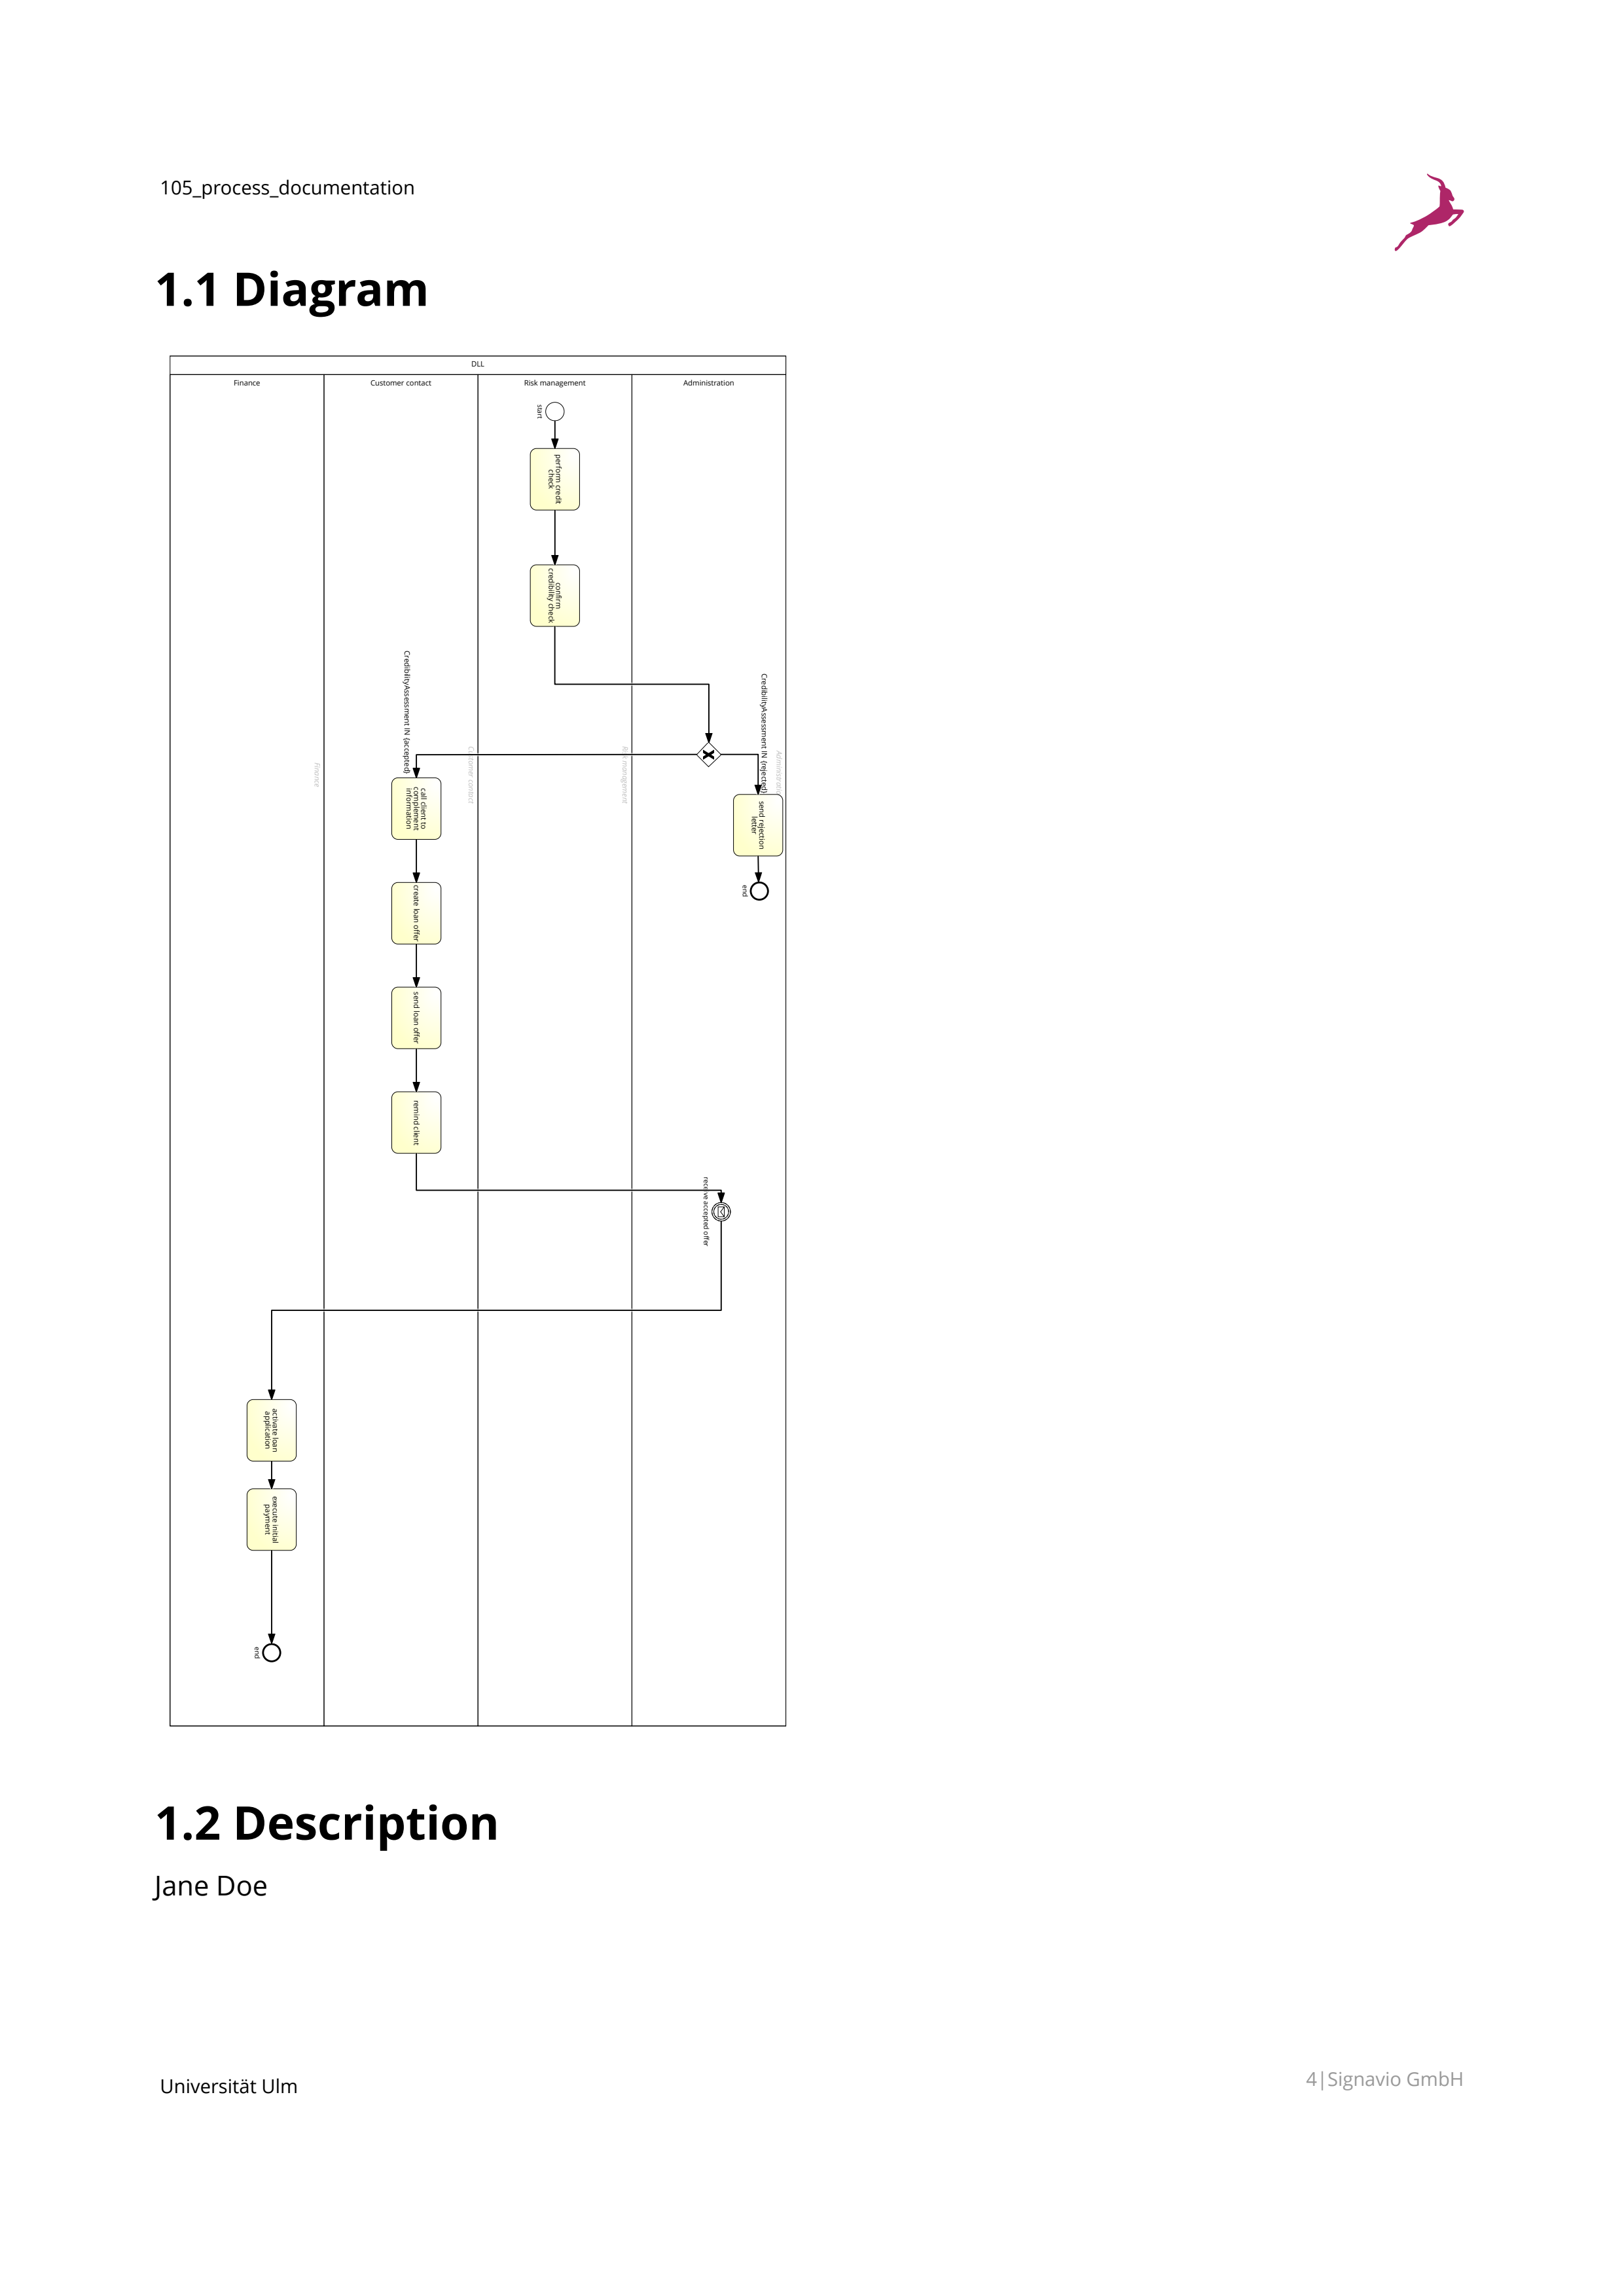 105_process_documentation
1.1 Diagram
DLL
Finance
Customer contact
Risk management
Administration
start
perform credit
check
confirm
credibility check
CredibilityAssessment IN {accepted}
CredibilityAssessment IN {rejected}
Finance
Customer contact
Risk management
Administration
call client to
complement
information
send rejection
letter
end
create loan offer
send loan offer
remind client
receive accepted offer
activate loan
application
execute initial
payment
end
1.2 Description
Jane Doe
Universität Ulm
4|Signavio GmbH